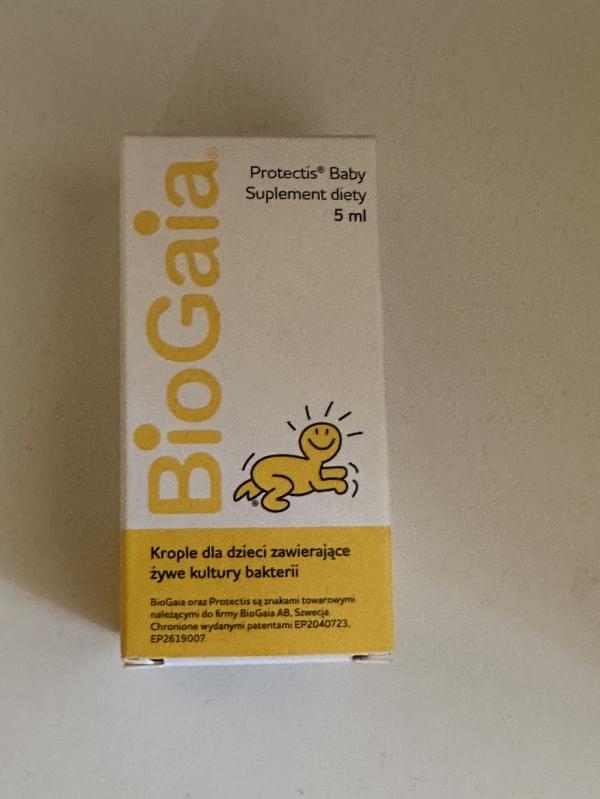 BioGaia®
Protectis® Baby
Suplement diety
5 ml
®
Krople dla dzieci zawierające
żywe kultury bakterii
BioGaia oraz Protectis są znakami towarowymi
należącymi do firmy BioGaia AB, Szwecja.
Chronione wydanymi patentami EP2040723,
EP2619007.